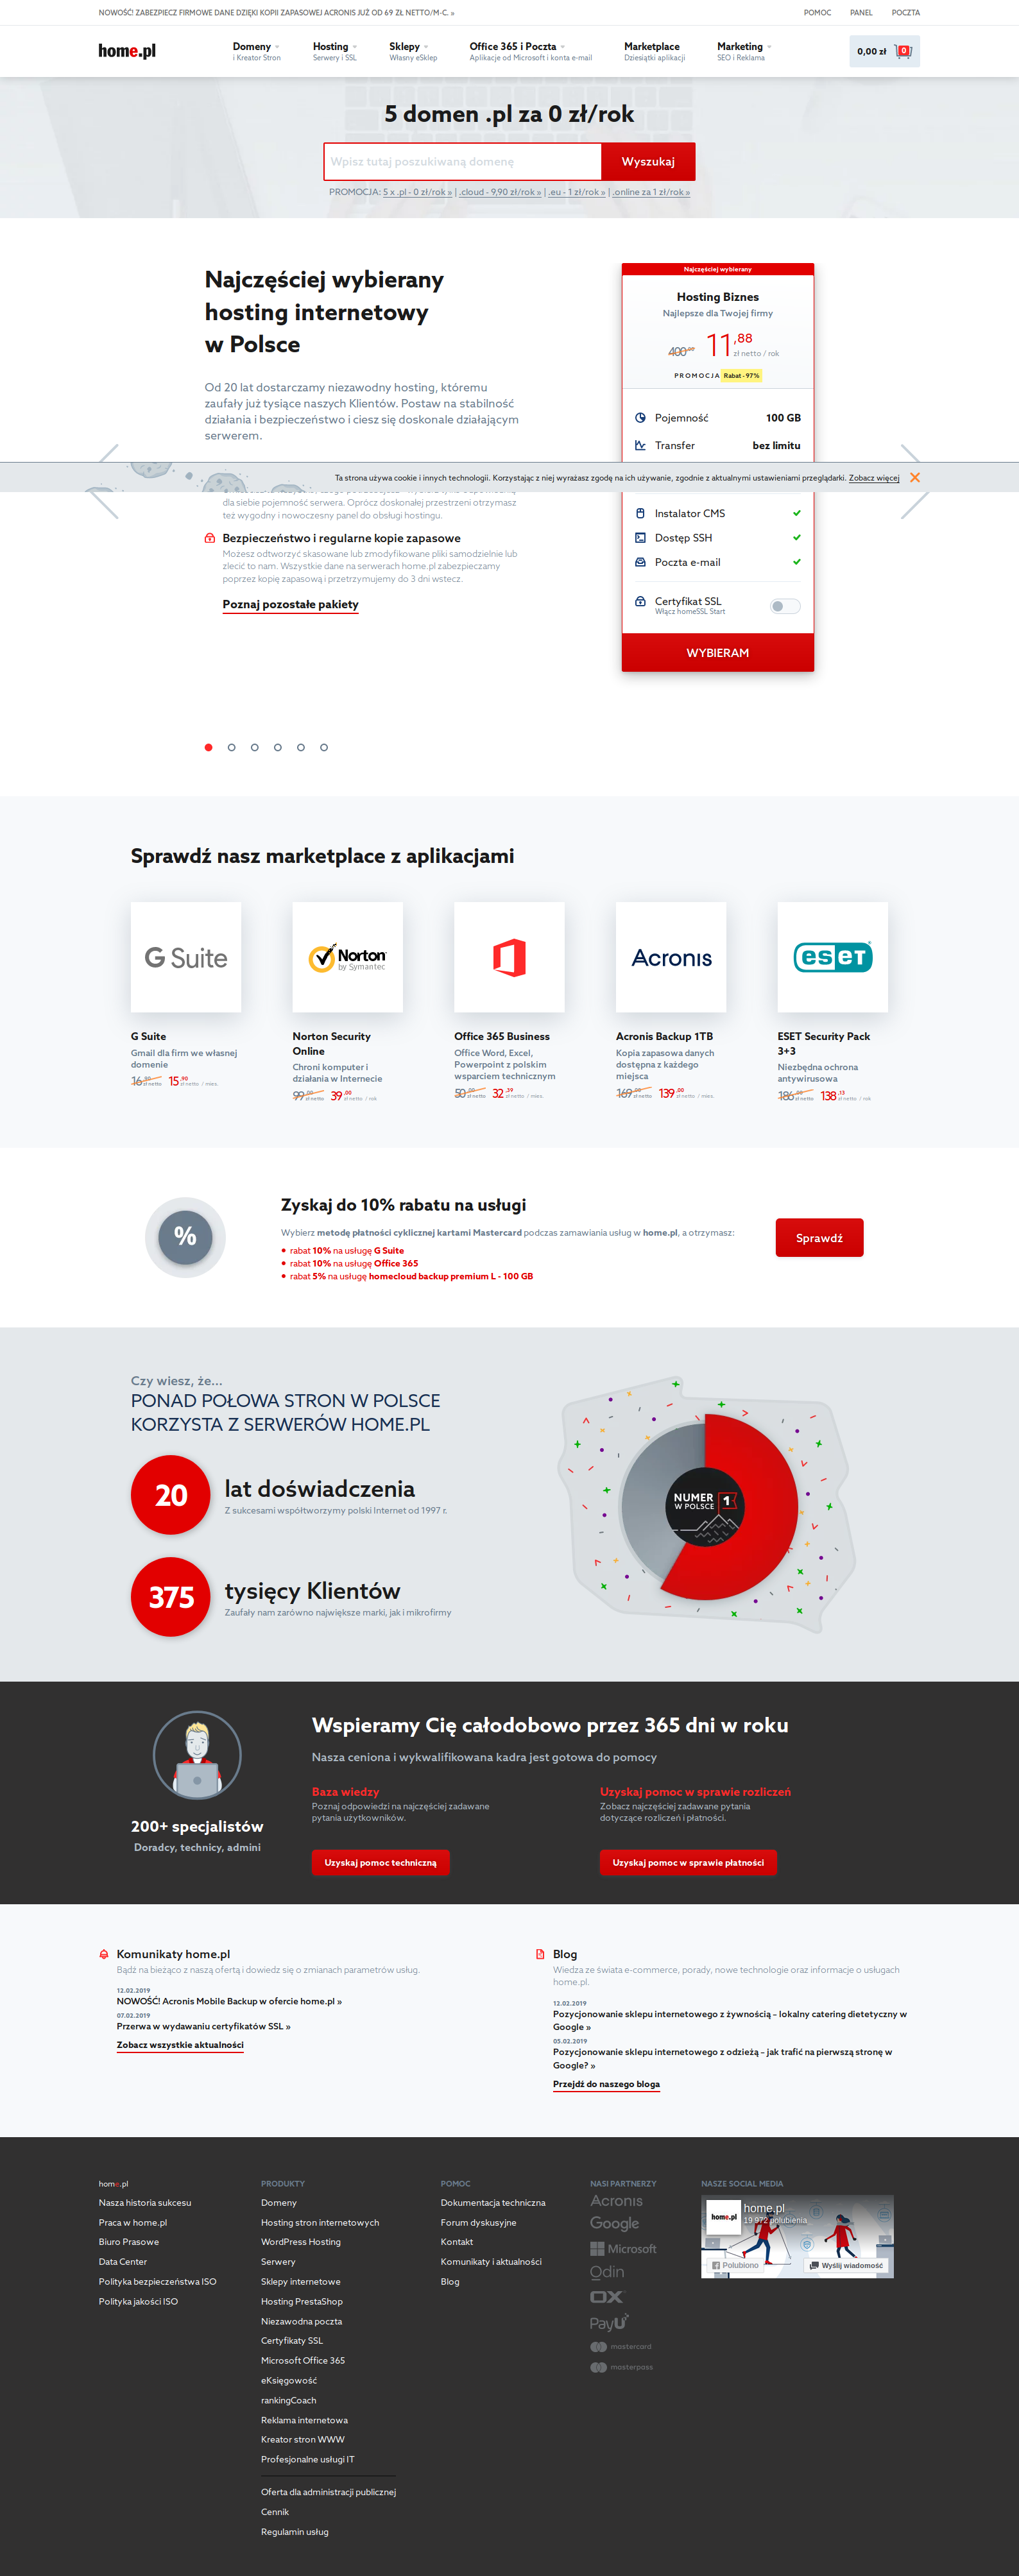 NOWOŚĆ! ZABEZPIECZ FIRMOWE DANE DZIĘKI KOPII ZAPASOWEJ ACRONIS JUŻ OD 69 ZŁ NETTO/M-C. »
POMOC PANEL POCZTA
home.pl
Domeny Hosting Sklepy Office 365 i Poczta Marketplace Marketing
i Kreator Stron Serwery i SSL Własny eSklep Aplikacje od Microsoft i konta e-mail Dziesiątki aplikacji SEO i Reklama
0,00 zł 0
5 domen .pl za 0 zł/rok
Wpisz tutaj poszukiwaną domenę Wyszukaj
PROMOCJA: 5 x .pl - 0 zł/rok » | .cloud - 9,90 zł/rok » | .eu - 1 zł/rok » | .online za 1 zł/rok »
Najczęściej wybierany
hosting internetowy
w Polsce
Od 20 lat dostarczamy niezawodny hosting, któremu
zaufały już tysiące naszych Klientów. Postaw na stabilność
działania i bezpieczeństwo i ciesz się doskonale działającym
serwerem.
Najczęściej wybierany
Hosting Biznes
Najlepsze dla Twojej firmy
400,00 11,88
zł netto / rok
PROMOCJA Rabat - 97%
Pojemność 100 GB
Transfer bez limitu
Ta strona używa cookie i innych technologii. Korzystając z niej wyrażasz zgodę na ich używanie, zgodnie z aktualnymi ustawieniami przeglądarki. Zobacz więcej
dla siebie pojemność serwera. Oprócz doskonałej przestrzeni otrzymasz
też wygodny i nowoczesny panel do obsługi hostingu.
Bezpieczeństwo i regularne kopie zapasowe
Możesz odtworzyć skasowane lub zmodyfikowane pliki samodzielnie lub
zlecić to nam. Wszystkie dane na serwerach home.pl zabezpieczamy
poprzez kopię zapasową i przetrzymujemy do 3 dni wstecz.
Poznaj pozostałe pakiety
Instalator CMS
Dostęp SSH
Poczta e-mail
Certyfikat SSL
Włącz homeSSL Start
WYBIERAM
Sprawdź nasz marketplace z aplikacjami
G Suite
Norton
by Symantec
Acronis
eseT
G Suite
Gmail dla firm we własnej
domenie
16,90 zł netto 15,90 zł netto / mies.
Norton Security
Online
Chroni komputer i
działania w Internecie
99,00 zł netto 39,00 zł netto / rok
Office 365 Business
Office Word, Excel,
Powerpoint z polskim
wsparciem technicznym
50,00 zł netto 32,39 zł netto / mies.
Acronis Backup 1TB
Kopia zapasowa danych
dostępna z każdego
miejsca
169,00 zł netto 139,00 zł netto / mies.
ESET Security Pack
3+3
Niezbędna ochrona
antywirusowa
186,00 zł netto 138,13 zł netto / rok
%
Zyskaj do 10% rabatu na usługi
Wybierz metodę płatności cyklicznej kartami Mastercard podczas zamawiania usług w home.pl, a otrzymasz:
rabat 10% na usługę G Suite
rabat 10% na usługę Office 365
rabat 5% na usługę homecloud backup premium L - 100 GB
Sprawdź
Czy wiesz, że...
PONAD POŁOWA STRON W POLSCE
KORZYSTA Z SERWERÓW HOME.PL
20
lat doświadczenia
Z sukcesami współtworzymy polski Internet od 1997 r.
375
tysięcy Klientów
Zaufały nam zarówno największe marki, jak i mikrofirmy
NUMER 1
W POLSCE
Wspieramy Cię całodobowo przez 365 dni w roku
Nasza ceniona i wykwalifikowana kadra jest gotowa do pomocy
200+ specjalistów
Doradcy, technicy, admini
Baza wiedzy
Poznaj odpowiedzi na najczęściej zadawane
pytania użytkowników.
Uzyskaj pomoc techniczną
Uzyskaj pomoc w sprawie rozliczeń
Zobacz najczęściej zadawane pytania
dotyczące rozliczeń i płatności.
Uzyskaj pomoc w sprawie płatności
Komunikaty home.pl
Bądź na bieżąco z naszą ofertą i dowiedz się o zmianach parametrów usług.
12.02.2019
NOWOŚĆ! Acronis Mobile Backup w ofercie home.pl »
07.02.2019
Przerwa w wydawaniu certyfikatów SSL »
Zobacz wszystkie aktualności
Blog
Wiedza ze świata e-commerce, porady, nowe technologie oraz informacje o usługach
home.pl.
12.02.2019
Pozycjonowanie sklepu internetowego z żywnością – lokalny catering dietetyczny w
Google »
05.02.2019
Pozycjonowanie sklepu internetowego z odzieżą – jak trafić na pierwszą stronę w
Google? »
Przejdź do naszego bloga
home.pl
Nasza historia sukcesu
Praca w home.pl
Biuro Prasowe
Data Center
Polityka bezpieczeństwa ISO
Polityka jakości ISO
PRODUKTY
Domeny
Hosting stron internetowych
WordPress Hosting
Serwery
Sklepy internetowe
Hosting PrestaShop
Niezawodna poczta
Certyfikaty SSL
Microsoft Office 365
eKsięgowość
rankingCoach
Reklama internetowa
Kreator stron WWW
Profesjonalne usługi IT
Oferta dla administracji publicznej
Cennik
Regulamin usług
POMOC
Dokumentacja techniczna
Forum dyskusyjne
Kontakt
Komunikaty i aktualności
Blog
NASI PARTNERZY
Acronis
Google
Microsoft
Odin
OX
PayU
mastercard
masterpass
NASZE SOCIAL MEDIA
home.pl
home.pl
19 972 polubienia
Polubiono
Wyślij wiadomość